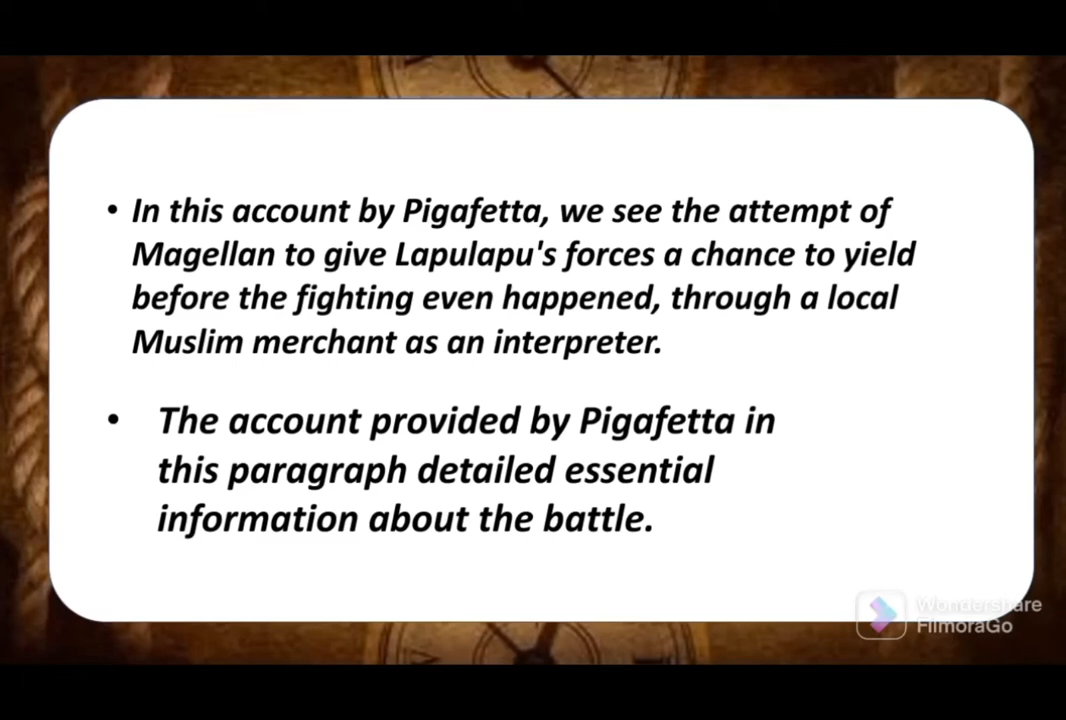 • In this account by Pigafetta, we see the attempt of
Magellan to give Lapulapu's forces a chance to yield
before the fighting even happened, through a local
Muslim merchant as an interpreter.
• The account provided by Pigafetta in
this paragraph detailed essential
information about the battle.
Wondershare
FilmoraGo